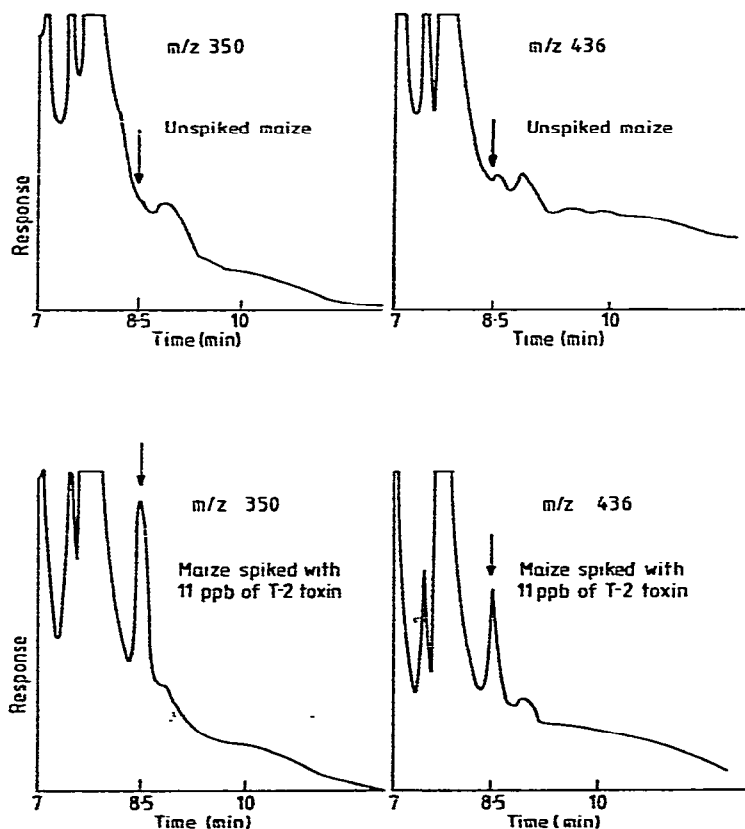 m/z 350
Unspiked maize
Response
7 8·5 10
Time (min)
m/z 436
Unspiked maize
7 8·5 10
Time (min)
m/z 350
Maize spiked with
11 ppb of T-2 toxin
Response
7 8·5 10
Time (min)
m/z 436
Maize spiked with
11 ppb of T-2 toxin
7 8·5 10
Time (min)